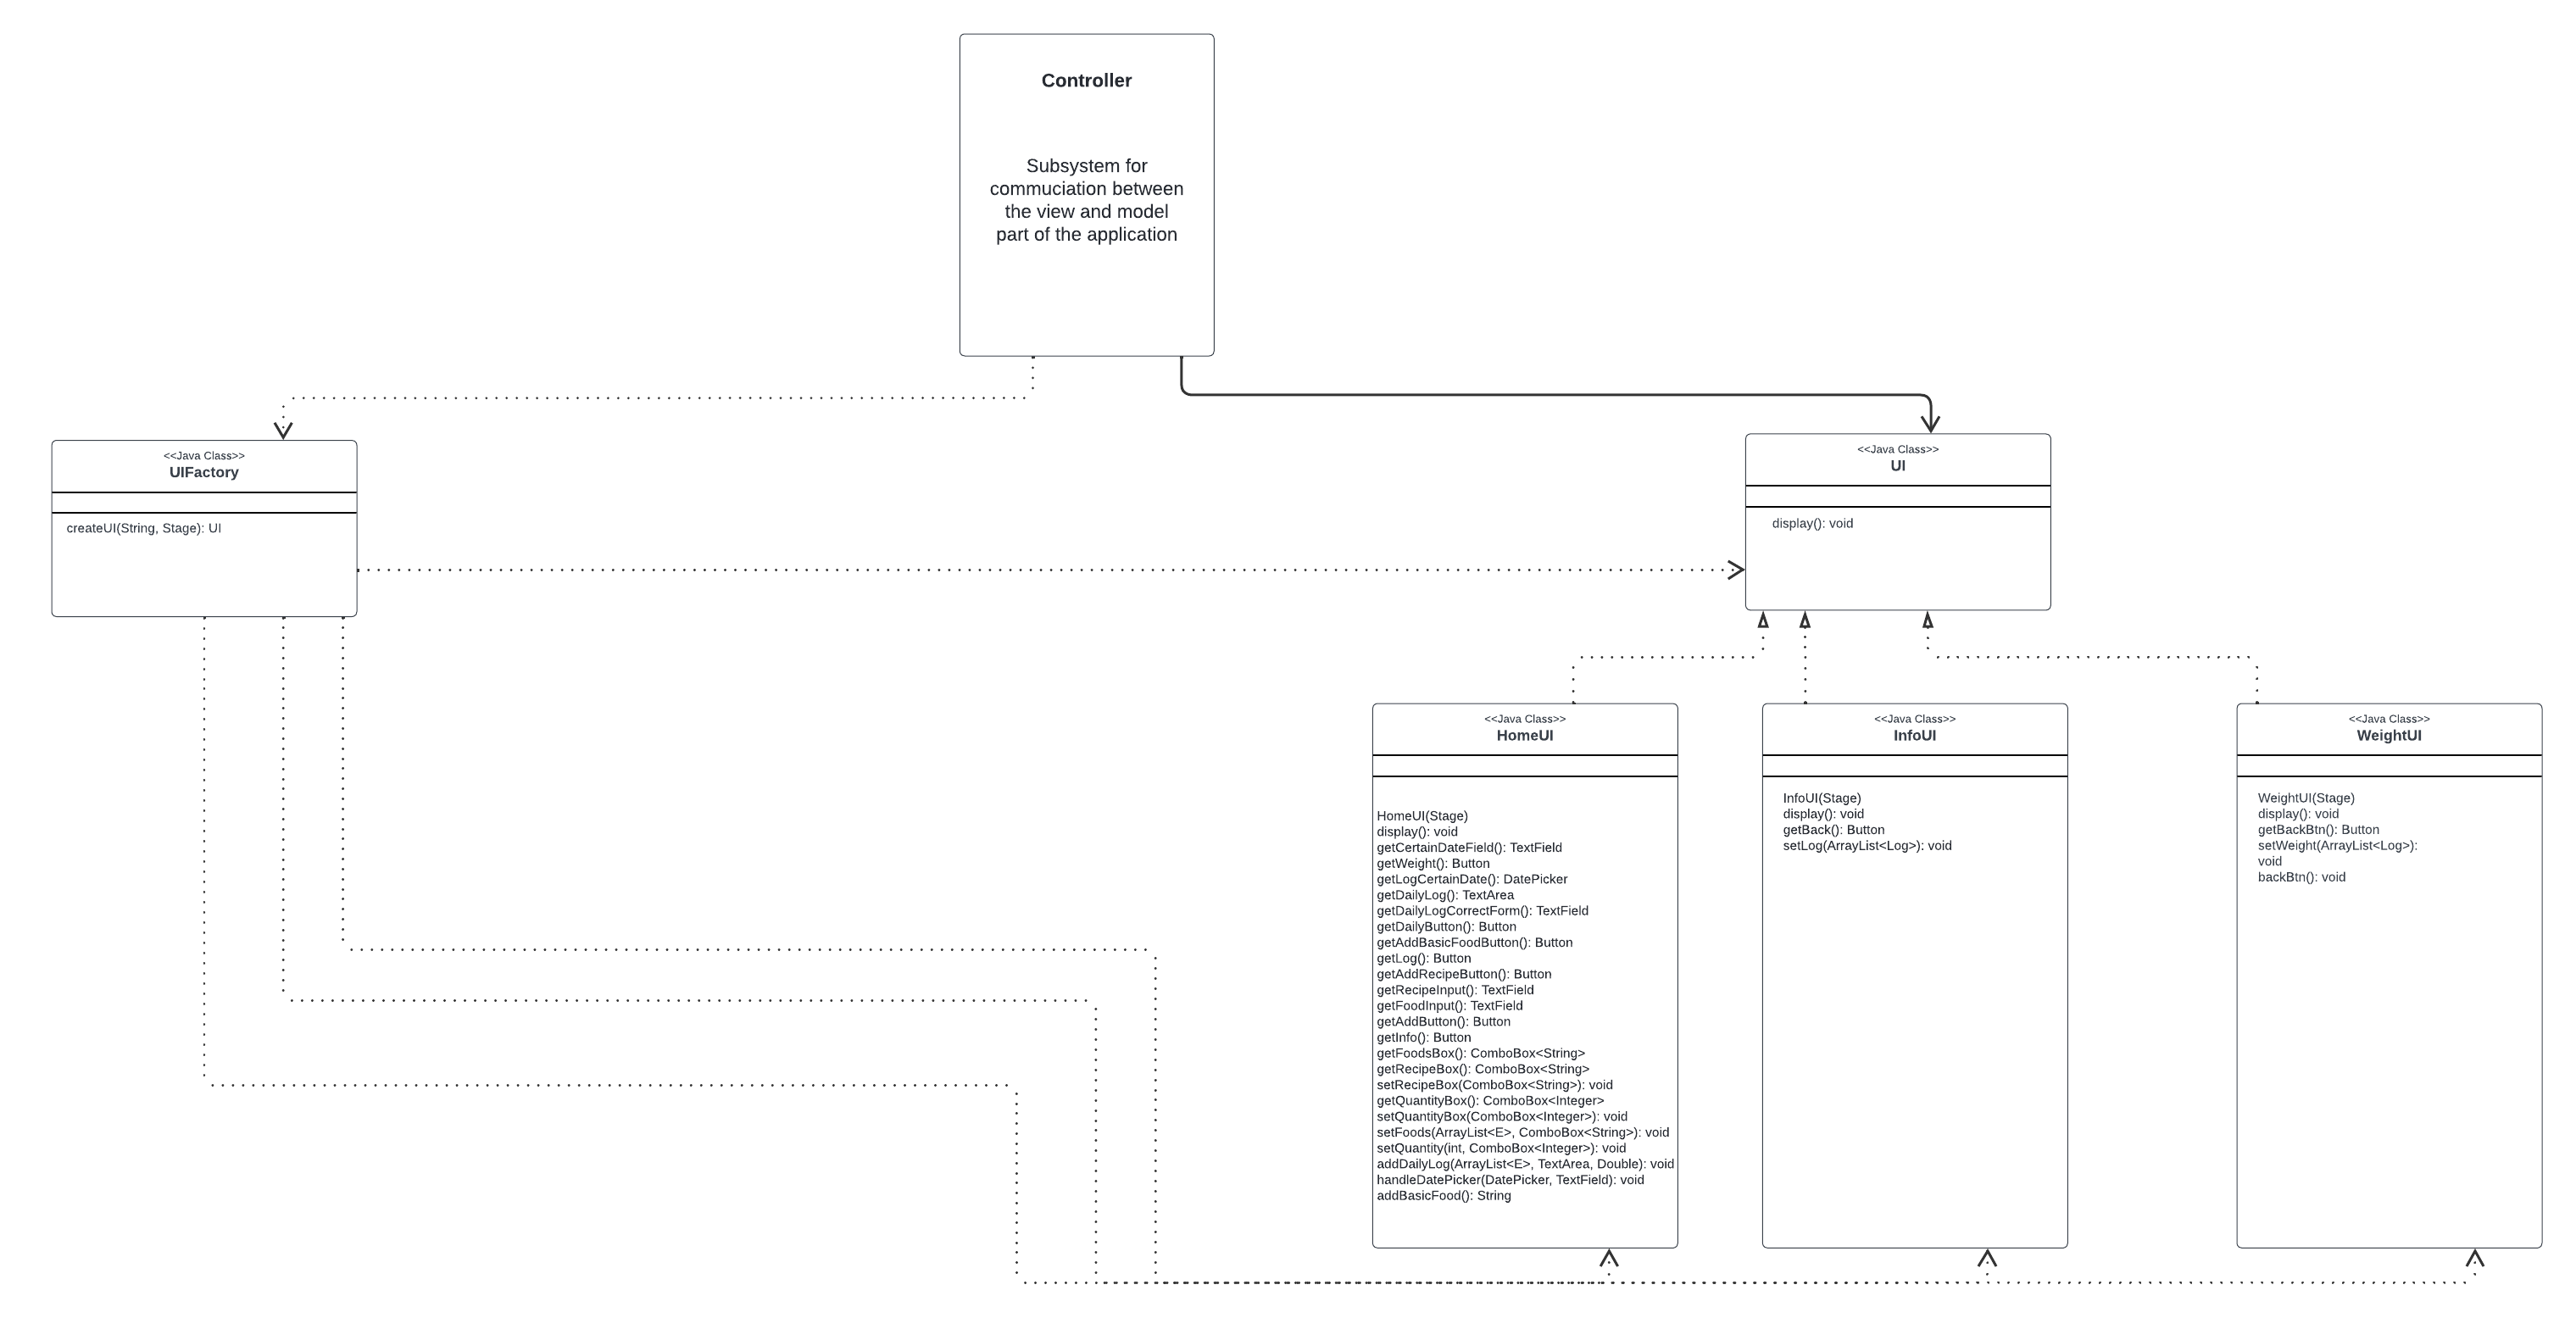 Controller
Subsystem for
commuciation between
the view and model
part of the application
<<Java Class>>
UIFactory
createUI(String, Stage): UI
<<Java Class>>
UI
display(): void
<<Java Class>>
HomeUI
HomeUI(Stage)
display(): void
getCertainDateField(): TextField
getWeight(): Button
getLogCertainDate(): DatePicker
getDailyLog(): TextArea
getDailyLogCorrectForm(): TextField
getDailyButton(): Button
getAddBasicFoodButton(): Button
getLog(): Button
getAddRecipeButton(): Button
getRecipeInput(): TextField
getFoodInput(): TextField
getAddButton(): Button
getInfo(): Button
getFoodsBox(): ComboBox<String>
getRecipeBox(): ComboBox<String>
setRecipeBox(ComboBox<String>): void
getQuantityBox(): ComboBox<Integer>
setQuantityBox(ComboBox<Integer>): void
setFoods(ArrayList<E>, ComboBox<String>): void
setQuantity(int, ComboBox<Integer>): void
addDailyLog(ArrayList<E>, TextArea, Double): void
handleDatePicker(DatePicker, TextField): void
addBasicFood(): String
<<Java Class>>
InfoUI
InfoUI(Stage)
display(): void
getBack(): Button
setLog(ArrayList<Log>): void
<<Java Class>>
WeightUI
WeightUI(Stage)
display(): void
getBackBtn(): Button
setWeight(ArrayList<Log>):
void
backBtn(): void